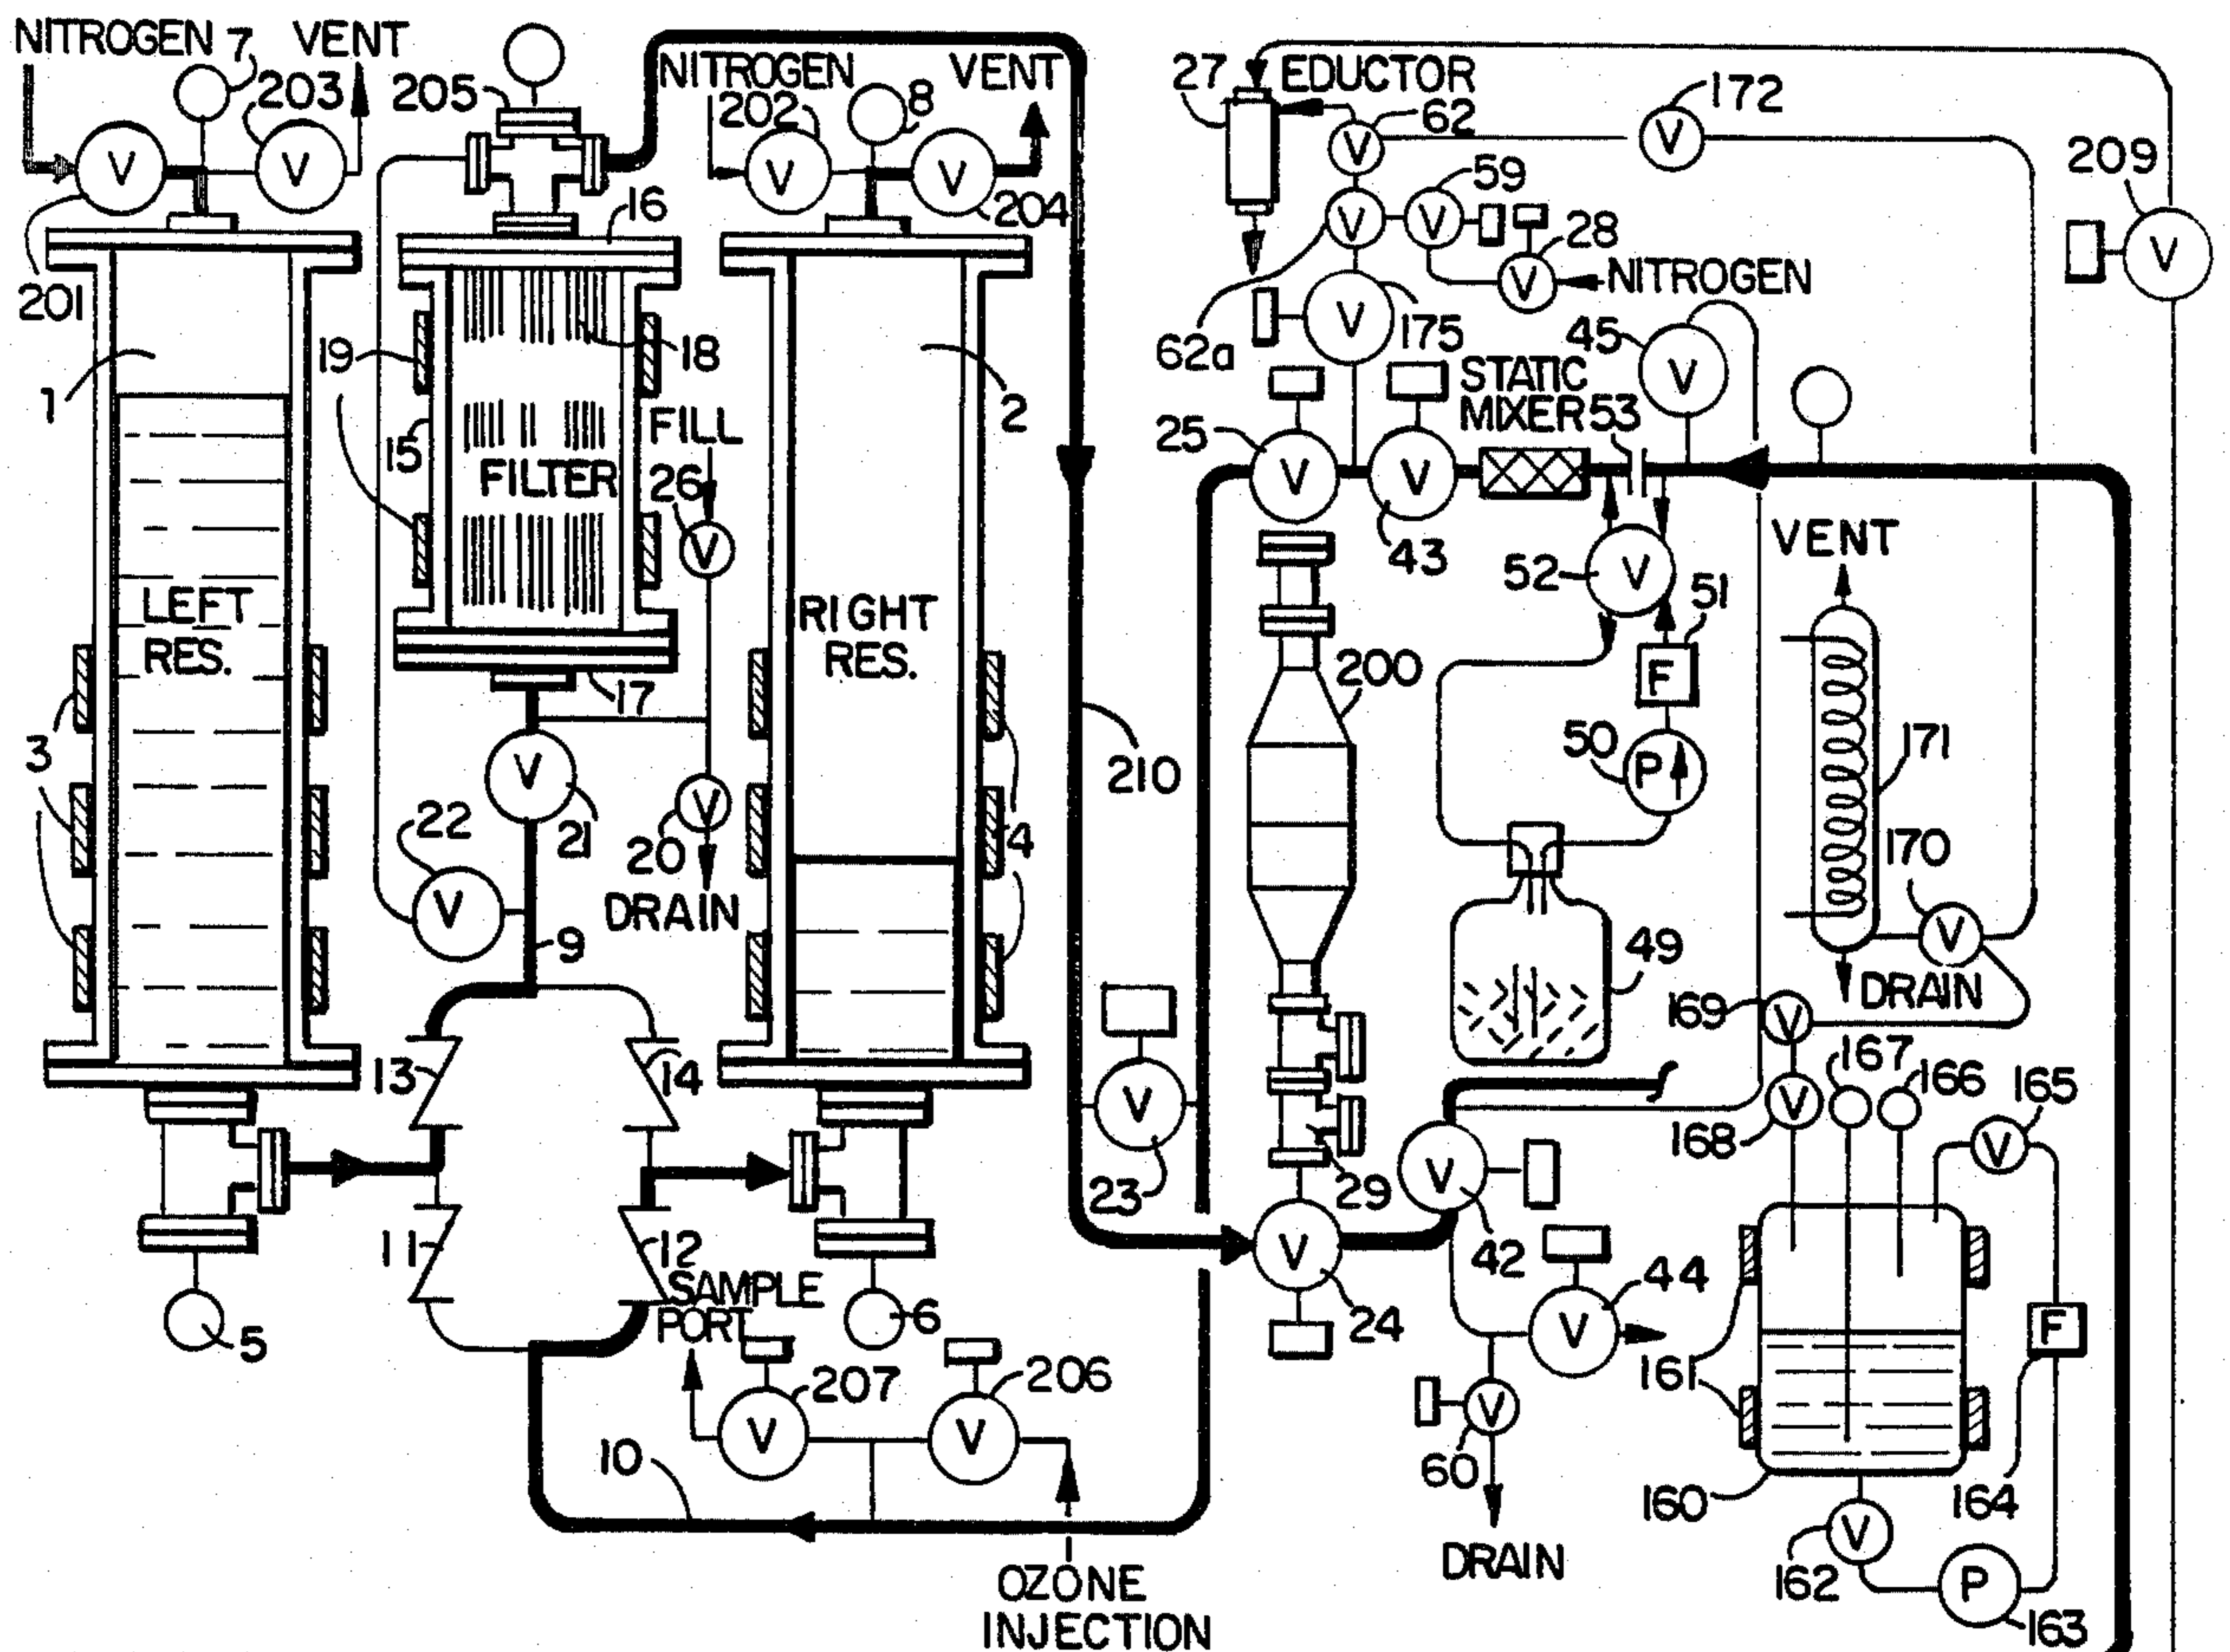 NITROGEN 7 VENT
203
V
V
201
205
NITROGEN
202
8
VENT
V
V
204
27
EDUCTOR
62
V
172
V
209
V
59
V
V
28
V
NITROGEN
62a
V
175
16
19
18
15
FILTER
FILL
26
V
17
1
LEFT
RES.
3
2
RIGHT
RES.
4
V
21
22
V
20
V
DRAIN
9
13
14
11
12
5
6
SAMPLE
PORT
207
V
206
V
10
OZONE
INJECTION
210
23
V
25
V
43
V
STATIC
MIXER
53
45
V
52
V
51
F
50
P
49
200
29
24
V
42
V
44
V
60
V
DRAIN
VENT
171
170
V
DRAIN
169
V
168
V
167
166
165
V
161
160
164
F
162
V
P
163